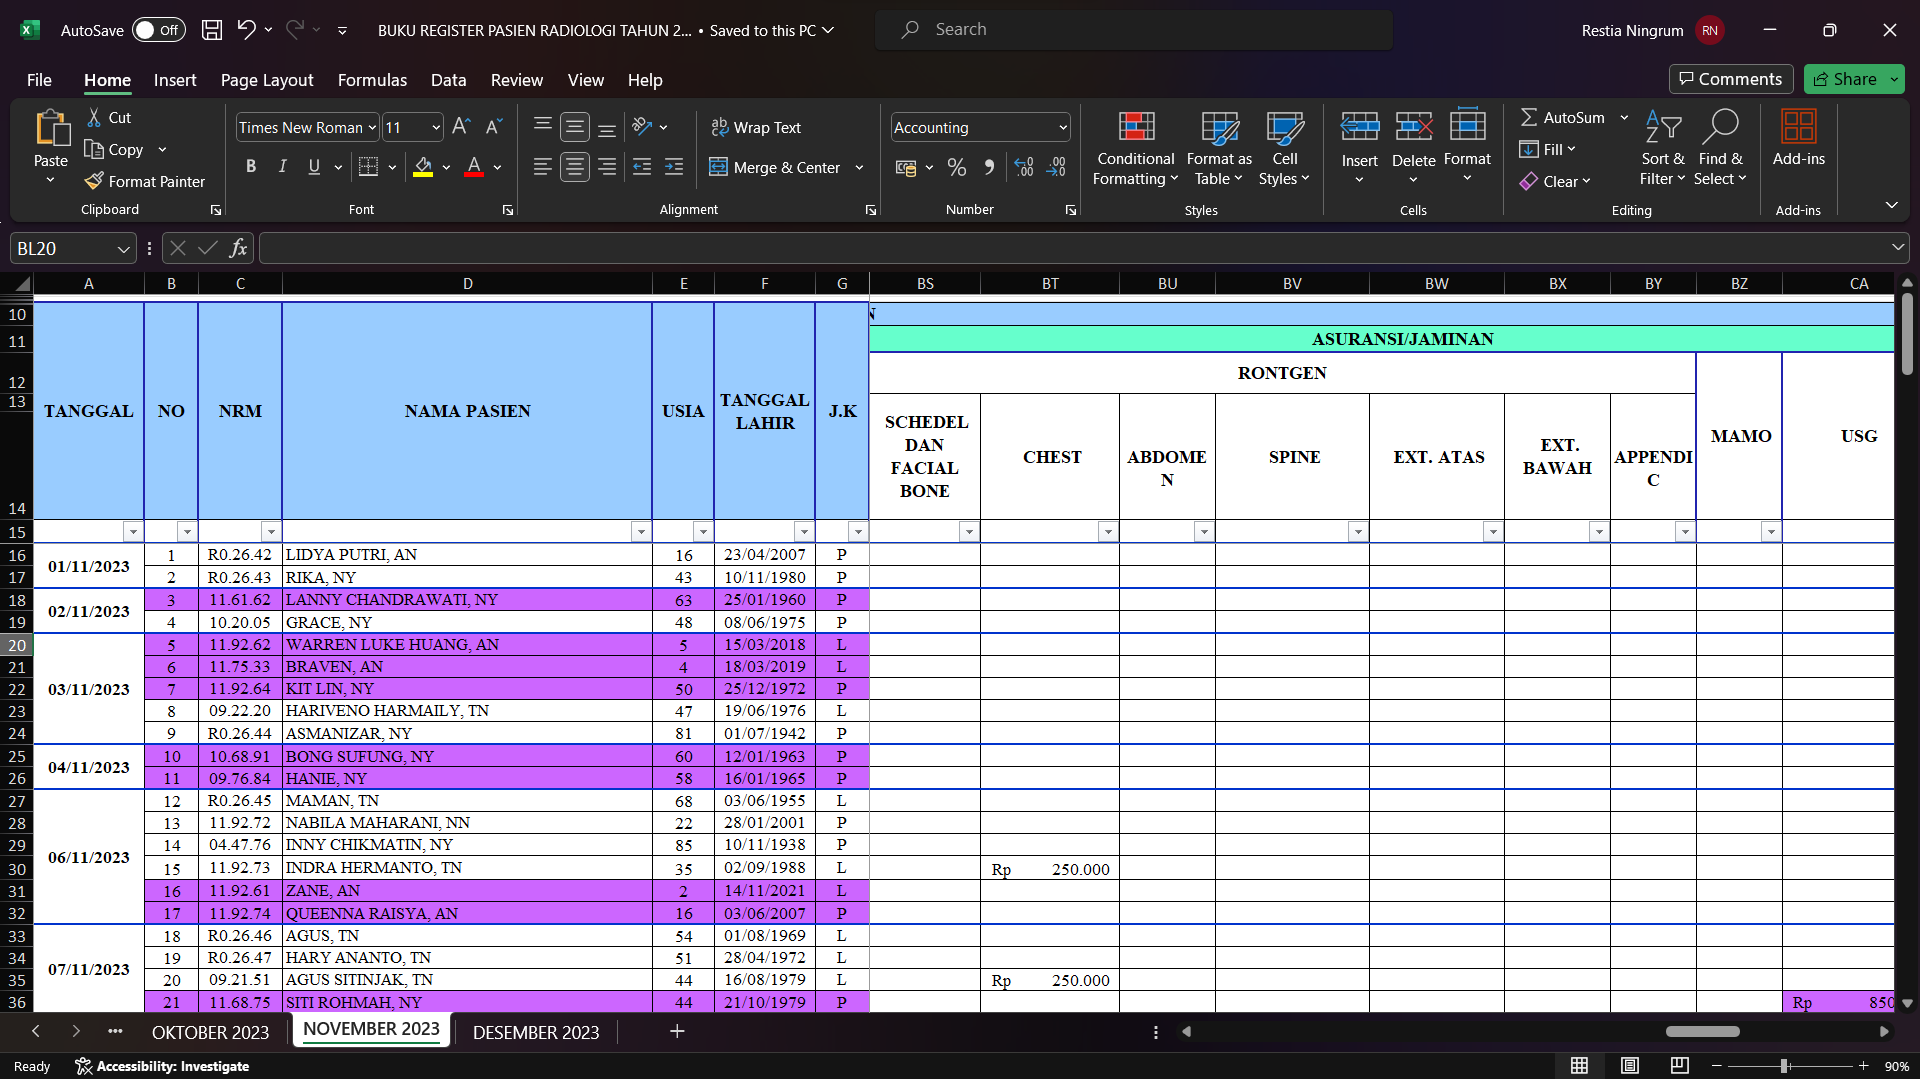 AutoSave Off BUKU REGISTER PASIEN RADIOLOGI TAHUN 2... • Saved to this PC Search Restia Ningrum RN
File Home Insert Page Layout Formulas Data Review View Help Comments Share
Paste Cut Copy Format Painter Clipboard
Times New Roman 11 B I U A Font
Wrap Text Merge & Center Alignment
Accounting % Number
Conditional Formatting Format as Table Cell Styles Styles
Insert Delete Format Cells
AutoSum Fill Clear Sort & Filter Find & Select Editing
Add-ins Add-ins
BL20 fx
A B C D E F G BS BT BU BV BW BX BY BZ CA
10
11 ASURANSI/JAMINAN
12 RONTGEN
13
14 TANGGAL NO NRM NAMA PASIEN USIA TANGGAL LAHIR J.K SCHEDEL DAN FACIAL BONE CHEST ABDOMEN SPINE EXT. ATAS EXT. BAWAH APPENDIC MAMO USG
15
16 01/11/2023 1 R0.26.42 LIDYA PUTRI, AN 16 23/04/2007 P
17 2 R0.26.43 RIKA, NY 43 10/11/1980 P
18 02/11/2023 3 11.61.62 LANNY CHANDRAWATI, NY 63 25/01/1960 P
19 4 10.20.05 GRACE, NY 48 08/06/1975 P
20 03/11/2023 5 11.92.62 WARREN LUKE HUANG, AN 5 15/03/2018 L
21 6 11.75.33 BRAVEN, AN 4 18/03/2019 L
22 7 11.92.64 KIT LIN, NY 50 25/12/1972 P
23 8 09.22.20 HARIVENO HARMAILY, TN 47 19/06/1976 L
24 9 R0.26.44 ASMANIZAR, NY 81 01/07/1942 P
25 04/11/2023 10 10.68.91 BONG SUFUNG, NY 60 12/01/1963 P
26 11 09.76.84 HANIE, NY 58 16/01/1965 P
27 06/11/2023 12 R0.26.45 MAMAN, TN 68 03/06/1955 L
28 13 11.92.72 NABILA MAHARANI, NN 22 28/01/2001 P
29 14 04.47.76 INNY CHIKMATIN, NY 85 10/11/1938 P
30 15 11.92.73 INDRA HERMANTO, TN 35 02/09/1988 L Rp 250.000
31 16 11.92.61 ZANE, AN 2 14/11/2021 L
32 17 11.92.74 QUEENNA RAISYA, AN 16 03/06/2007 P
33 07/11/2023 18 R0.26.46 AGUS, TN 54 01/08/1969 L
34 19 R0.26.47 HARY ANANTO, TN 51 28/04/1972 L
35 20 09.21.51 AGUS SITINJAK, TN 44 16/08/1979 L Rp 250.000
36 21 11.68.75 SITI ROHMAH, NY 44 21/10/1979 P Rp 850
OKTOBER 2023 NOVEMBER 2023 DESEMBER 2023
Ready Accessibility: Investigate 90%